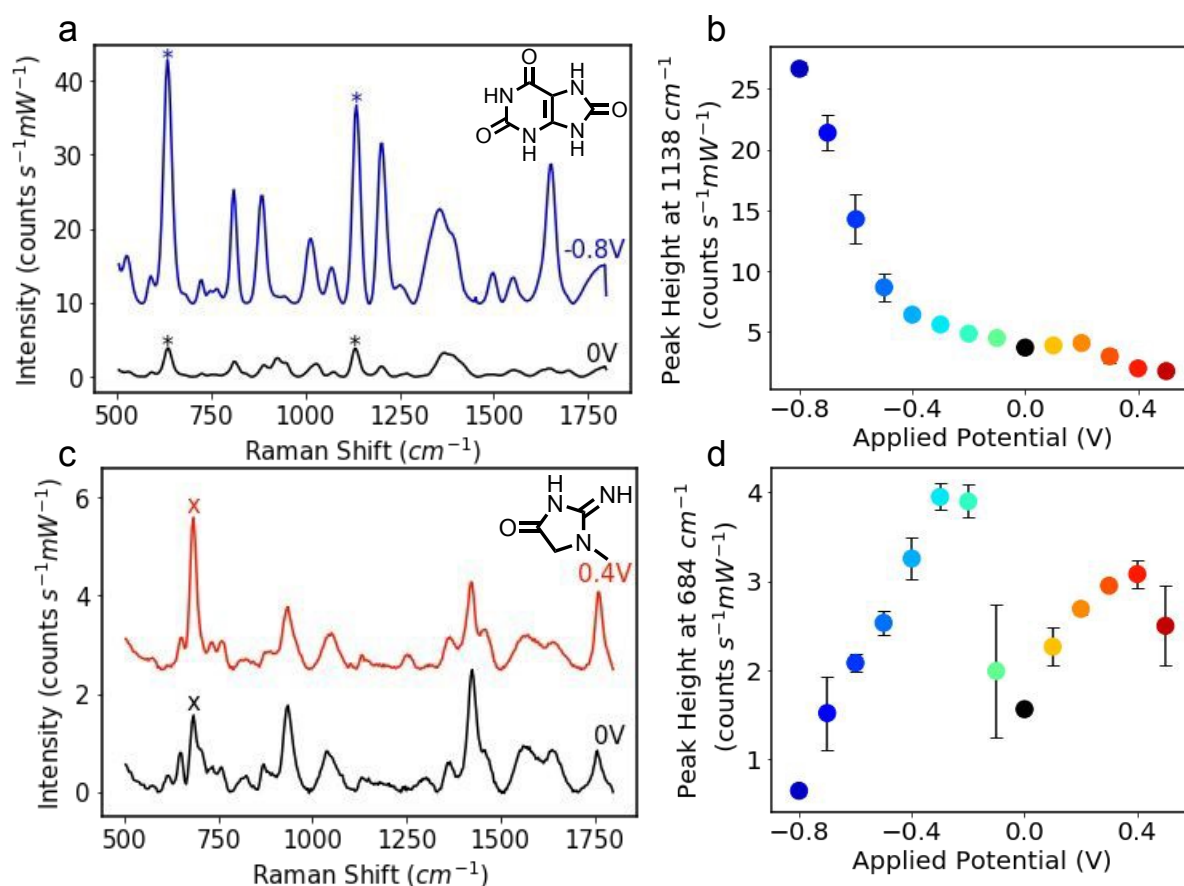 a
Intensity (counts s⁻¹mW⁻¹)
40
30
20
10
0
*
*
*
*
-0.8V
0V
O
H
N
NH
O
O
N
H
N
H
500
750
1000
1250
1500
1750
Raman Shift (cm⁻¹)
b
Peak Height at 1138 cm⁻¹
(counts s⁻¹mW⁻¹)
25
20
15
10
5
−0.8
−0.4
0.0
0.4
Applied Potential (V)
c
Intensity (counts s⁻¹mW⁻¹)
6
4
2
0
x
x
0.4V
0V
H
N
NH
O
N
500
750
1000
1250
1500
1750
Raman Shift (cm⁻¹)
d
Peak Height at 684 cm⁻¹
(counts s⁻¹mW⁻¹)
4
3
2
1
−0.8
−0.4
0.0
0.4
Applied Potential (V)